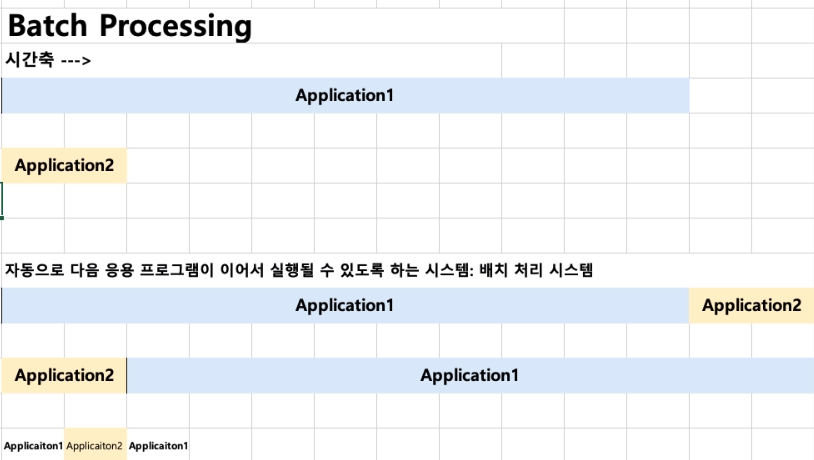 Batch Processing
시간축 --->
Application1
Application2
자동으로 다음 응용 프로그램이 이어서 실행될 수 있도록 하는 시스템: 배치 처리 시스템
Application1 Application2
Application2 Application1
Applicaiton1 Applicaiton2 Applicaiton1